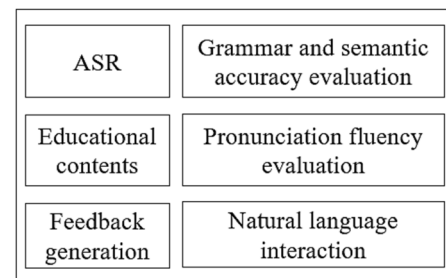 ASR
Grammar and semantic
accuracy evaluation
Educational
contents
Pronunciation fluency
evaluation
Feedback
generation
Natural language
interaction